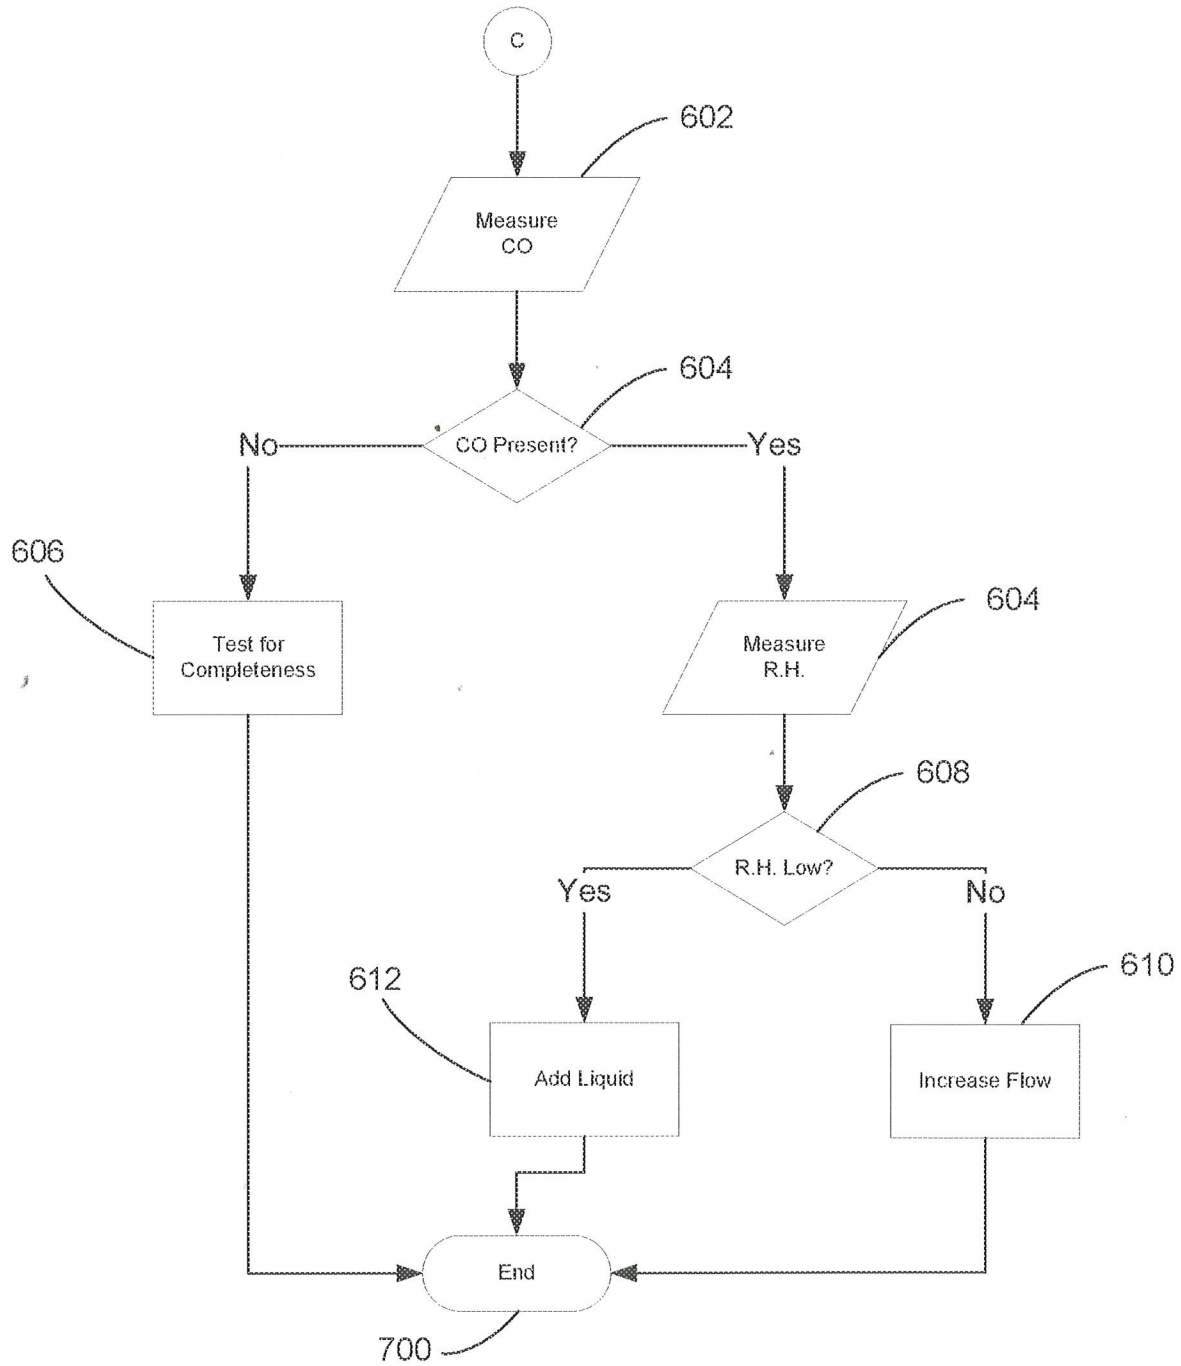 C
602
Measure
CO
604
No
CO Present?
Yes
606
Test for
Completeness
604
Measure
R.H.
608
R.H. Low?
Yes
No
612
610
Add Liquid
Increase Flow
End
700